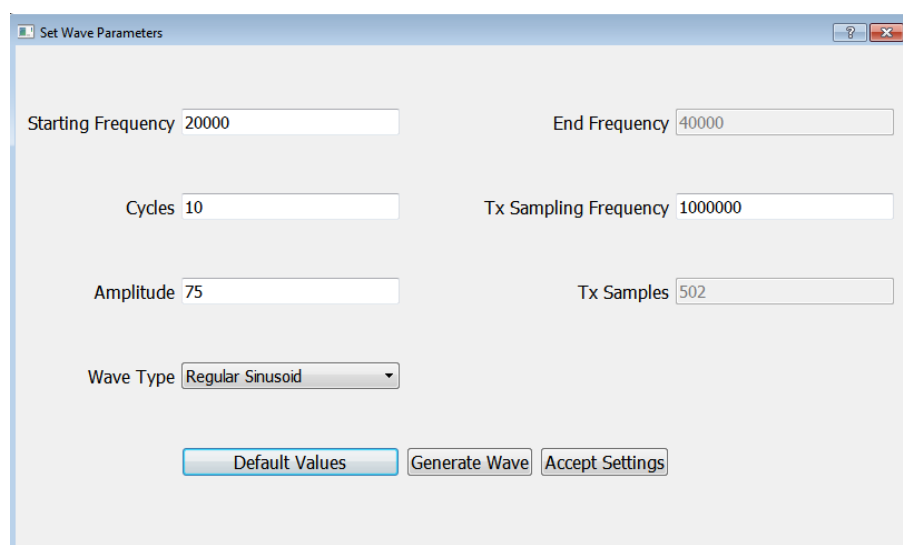 Set Wave Parameters
Starting Frequency 20000 End Frequency 40000
Cycles 10 Tx Sampling Frequency 1000000
Amplitude 75 Tx Samples 502
Wave Type Regular Sinusoid
Default Values Generate Wave Accept Settings